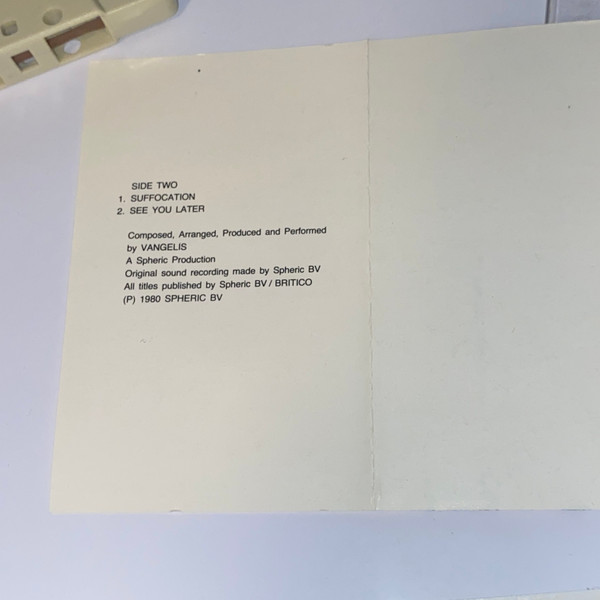 SIDE TWO
1. SUFFOCATION
2. SEE YOU LATER
Composed, Arranged, Produced and Performed
by VANGELIS
A Spheric Production
Original sound recording made by Spheric BV
All titles published by Spheric BV / BRITICO
(P) 1980 SPHERIC BV